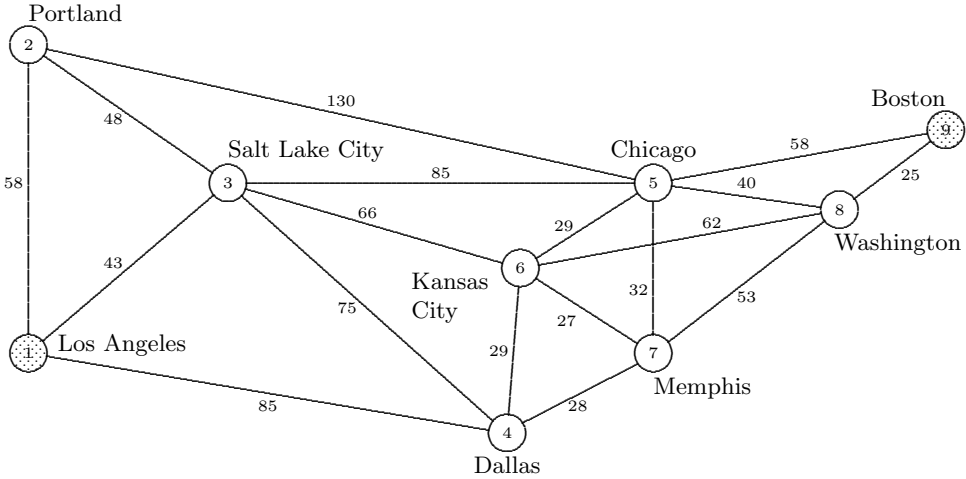 Portland
2
130
Boston
9
48
58
Salt Lake City
Chicago
58
3
85
5
40
25
8
66
29
62
Washington
43
6
Kansas
City
75
32
53
27
1
Los Angeles
29
7
Memphis
85
28
4
Dallas